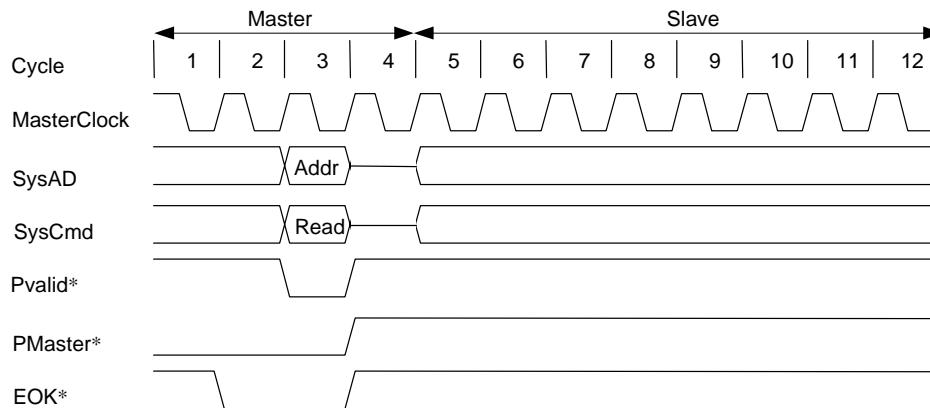 Master Slave
Cycle 1 2 3 4 5 6 7 8 9 10 11 12
MasterClock
SysAD Addr
SysCmd Read
Pvalid*
PMaster*
EOK*